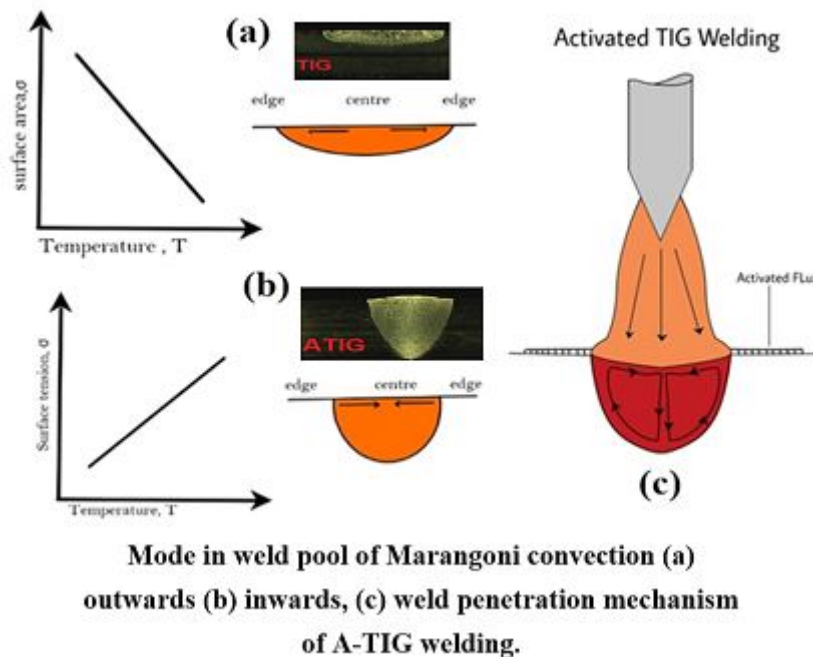 (a)
TIG
edge centre edge
surface area,σ
Temperature , T
(b)
ATIG
edge centre edge
Surface tension, σ
Temperature, T
Activated TIG Welding
Activated FLu
(c)
Mode in weld pool of Marangoni convection (a)
outwards (b) inwards, (c) weld penetration mechanism
of A-TIG welding.